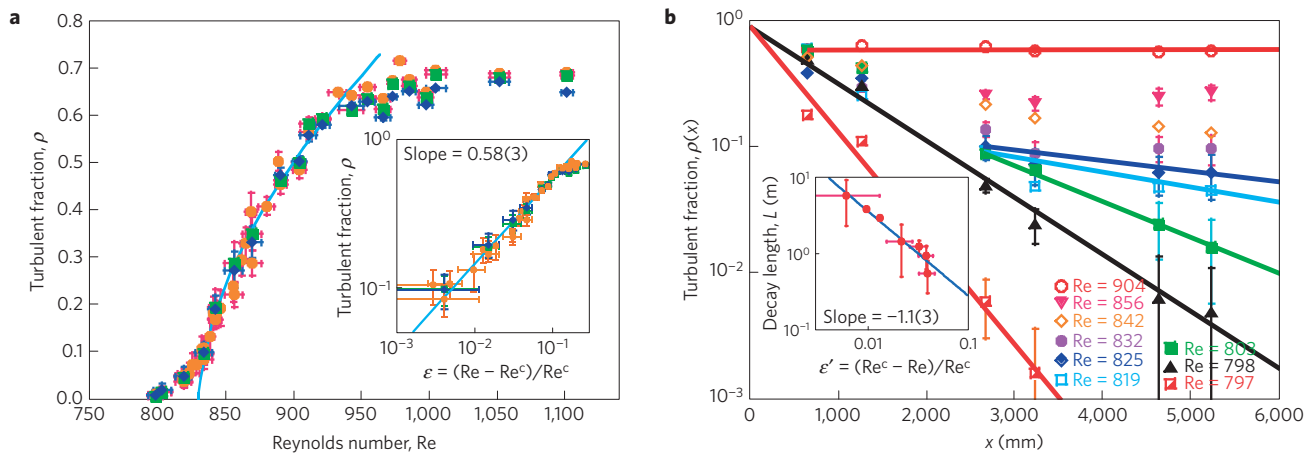 a
Turbulent fraction, ρ
0.8
0.7
0.6
0.5
0.4
0.3
0.2
0.1
0.0
750
800
850
900
950
1,000
1,050
1,100
Reynolds number, Re
Slope = 0.58(3)
Turbulent fraction, ρ
10⁰
10⁻¹
10⁻³
10⁻²
10⁻¹
ε = (Re − Reᶜ)/Reᶜ
b
Turbulent fraction, ρ(x)
10⁰
10⁻¹
10⁻²
10⁻³
0
1,000
2,000
3,000
4,000
5,000
6,000
x (mm)
Decay length, L (m)
10¹
10⁰
10⁻¹
0.01
0.1
Slope = −1.1(3)
ε′ = (Reᶜ − Re)/Reᶜ
Re = 904
Re = 856
Re = 842
Re = 832
Re = 825
Re = 819
Re = 803
Re = 798
Re = 797